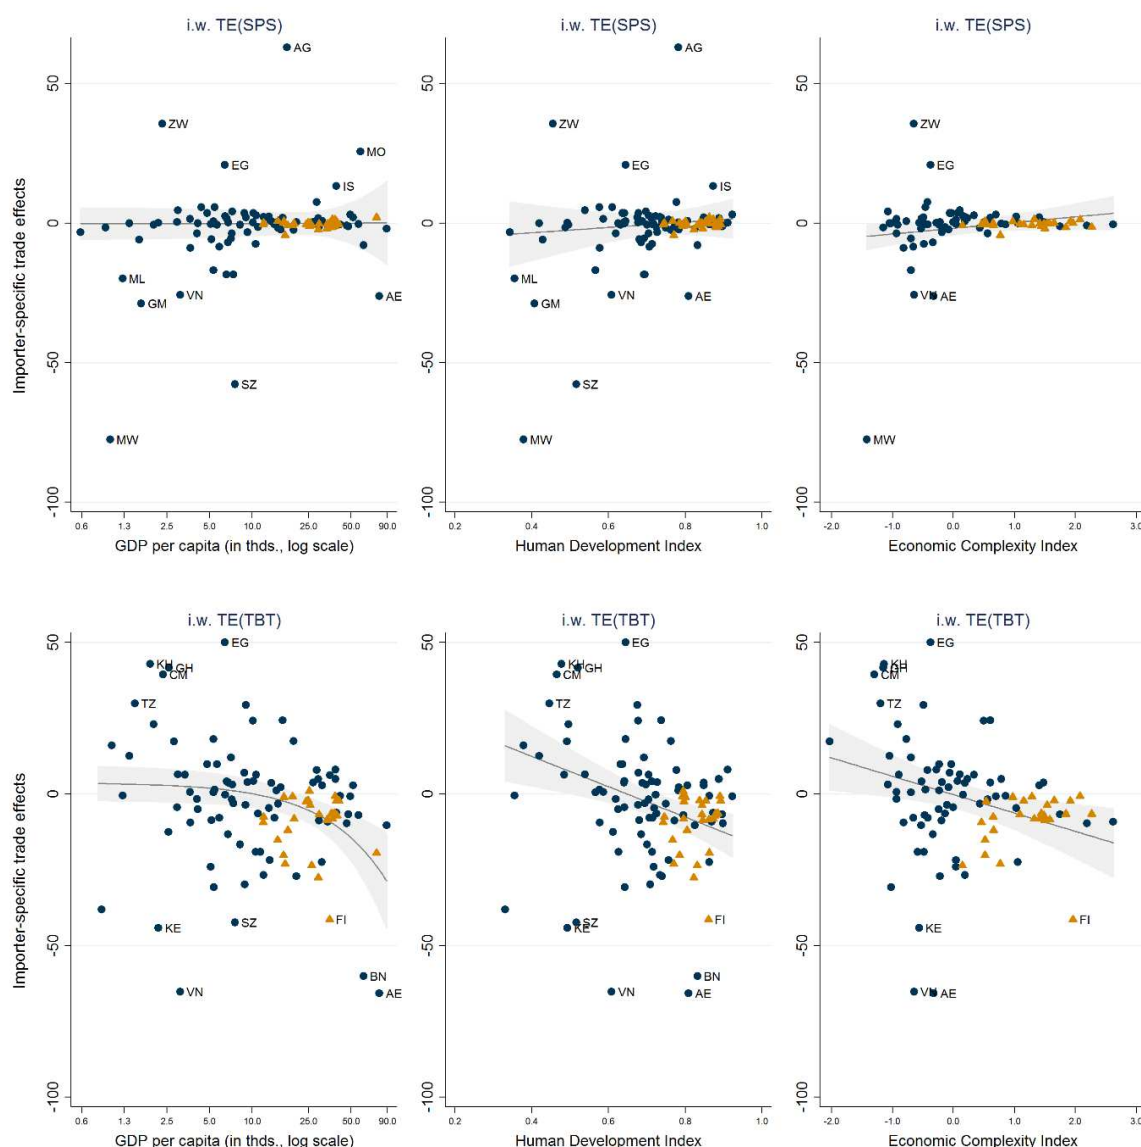 i.w. TE(SPS)
i.w. TE(SPS)
i.w. TE(SPS)
Importer-specific trade effects
50
0
-50
-100
AG
ZW
MO
EG
IS
ML
VN
AE
GM
SZ
MW
0.6 1.3 2.5 5.0 10.0 25.0 50.0 90.0
GDP per capita (in thds., log scale)
50
0
-50
-100
AG
ZW
EG
IS
ML
VN
AE
GM
SZ
MW
0.2 0.4 0.6 0.8 1.0
Human Development Index
50
0
-50
-100
ZW
EG
VN
AE
MW
-2.0 -1.0 0.0 1.0 2.0 3.0
Economic Complexity Index
i.w. TE(TBT)
i.w. TE(TBT)
i.w. TE(TBT)
Importer-specific trade effects
50
0
-50
-100
EG
KH
GH
CM
TZ
SZ
FI
KE
BN
VN
AE
0.6 1.3 2.5 5.0 10.0 25.0 50.0 90.0
GDP per capita (in thds., log scale)
50
0
-50
-100
EG
KH
GH
CM
TZ
SZ
FI
KE
BN
VN
AE
0.2 0.4 0.6 0.8 1.0
Human Development Index
50
0
-50
-100
EG
KH
GH
CM
TZ
FI
KE
VN
AE
-2.0 -1.0 0.0 1.0 2.0 3.0
Economic Complexity Index